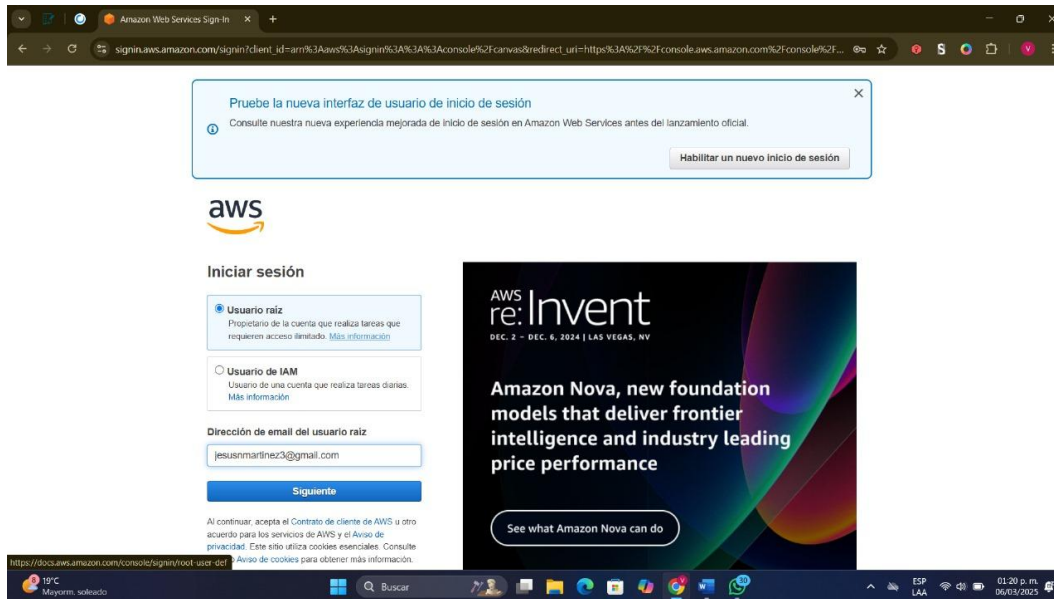 Amazon Web Services Sign-In
signin.aws.amazon.com/signin?client_id=arn%3Aaws%3Asignin%3A%3A%3Aconsole%2Fcanvas&redirect_uri=https%3A%2F%2Fconsole.aws.amazon.com%2Fconsole%2F...
S
V
Pruebe la nueva interfaz de usuario de inicio de sesión
Consulte nuestra nueva experiencia mejorada de inicio de sesión en Amazon Web Services antes del lanzamiento oficial.
Habilitar un nuevo inicio de sesión
aws
Iniciar sesión
Usuario raíz
Propietario de la cuenta que realiza tareas que
requieren acceso ilimitado. Más información
Usuario de IAM
Usuario de una cuenta que realiza tareas diarias.
Más información
Dirección de email del usuario raíz
jesusnmartinez3@gmail.com
Siguiente
Al continuar, acepta el Contrato de cliente de AWS u otro
acuerdo para los servicios de AWS y el Aviso de
privacidad. Este sitio utiliza cookies esenciales. Consulte
Aviso de cookies para obtener más información.
AWS
re:Invent
DEC. 2 – DEC. 6, 2024 | LAS VEGAS, NV
Amazon Nova, new foundation
models that deliver frontier
intelligence and industry leading
price performance
See what Amazon Nova can do
https://docs.aws.amazon.com/console/signin/root-user-def
19°C
Mayorm. soleado
Buscar
30
ESP
LAA
01:20 p. m.
06/03/2025